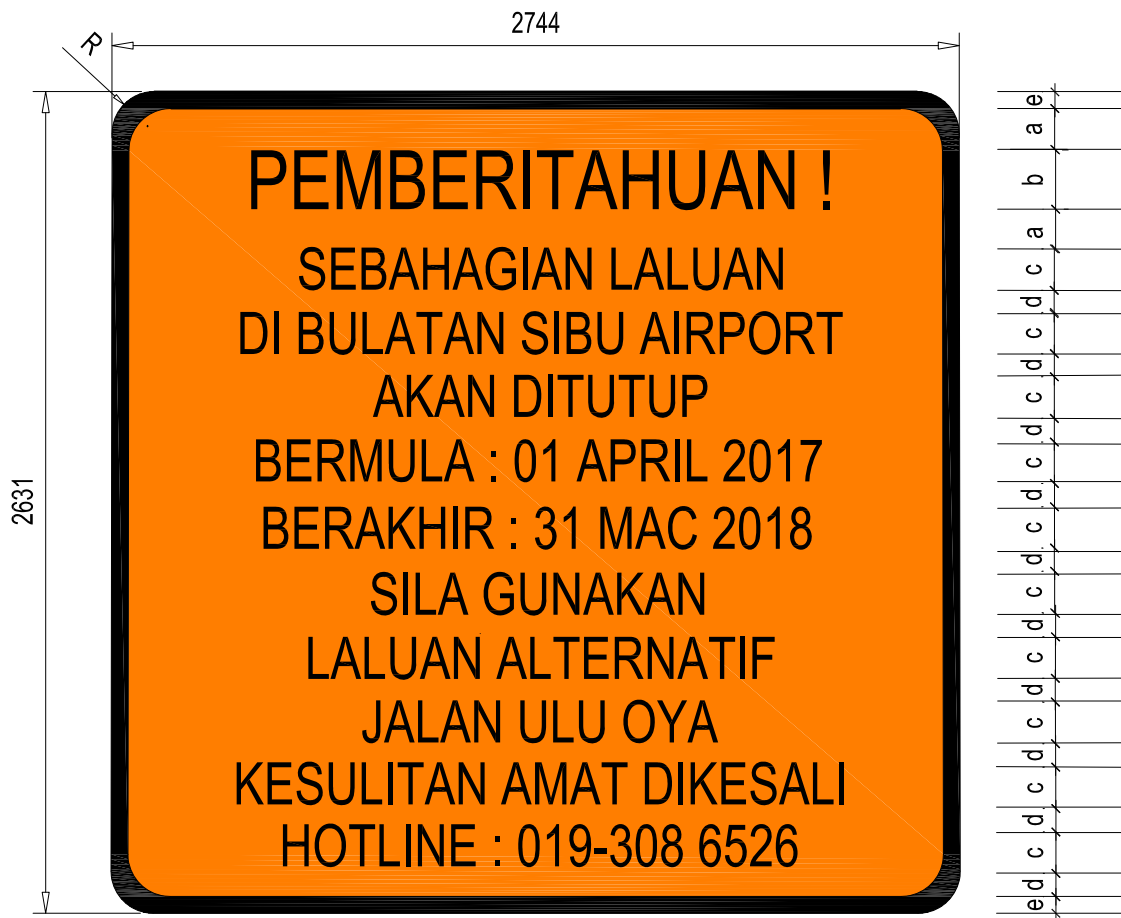 2744
R
2631
PEMBERITAHUAN !
SEBAHAGIAN LALUAN
DI BULATAN SIBU AIRPORT
AKAN DITUTUP
BERMULA : 01 APRIL 2017
BERAKHIR : 31 MAC 2018
SILA GUNAKAN
LALUAN ALTERNATIF
JALAN ULU OYA
KESULITAN AMAT DIKESALI
HOTLINE : 019-308 6526
e
a
b
a
c
d
c
d
c
d
c
d
c
d
c
d
c
d
c
d
c
d
c
d
e